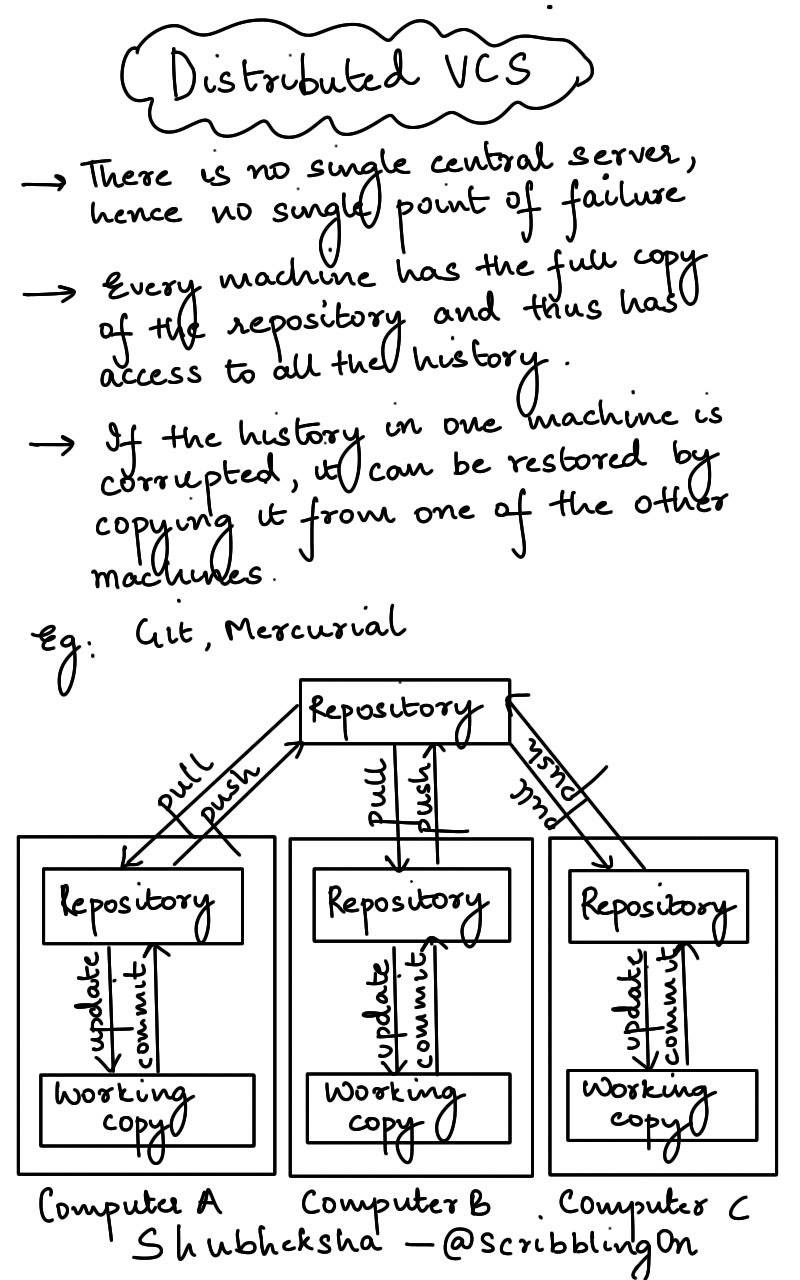 Distributed VCS
→ There is no single central server,
hence no single point of failure
→ Every machine has the full copy
of the repository and thus has
access to all the history.
→ If the history in one machine is
corrupted, it can be restored by
copying it from one of the other
machines.
Eg: Git, Mercurial
Repository
pull
push
pull
push
push
pull
Repository
Repository
Repository
update
commit
update
commit
update
commit
Working
copy
Working
copy
Working
copy
Computer A
Computer B
Computer C
Shubheksha - @ScribblingOn